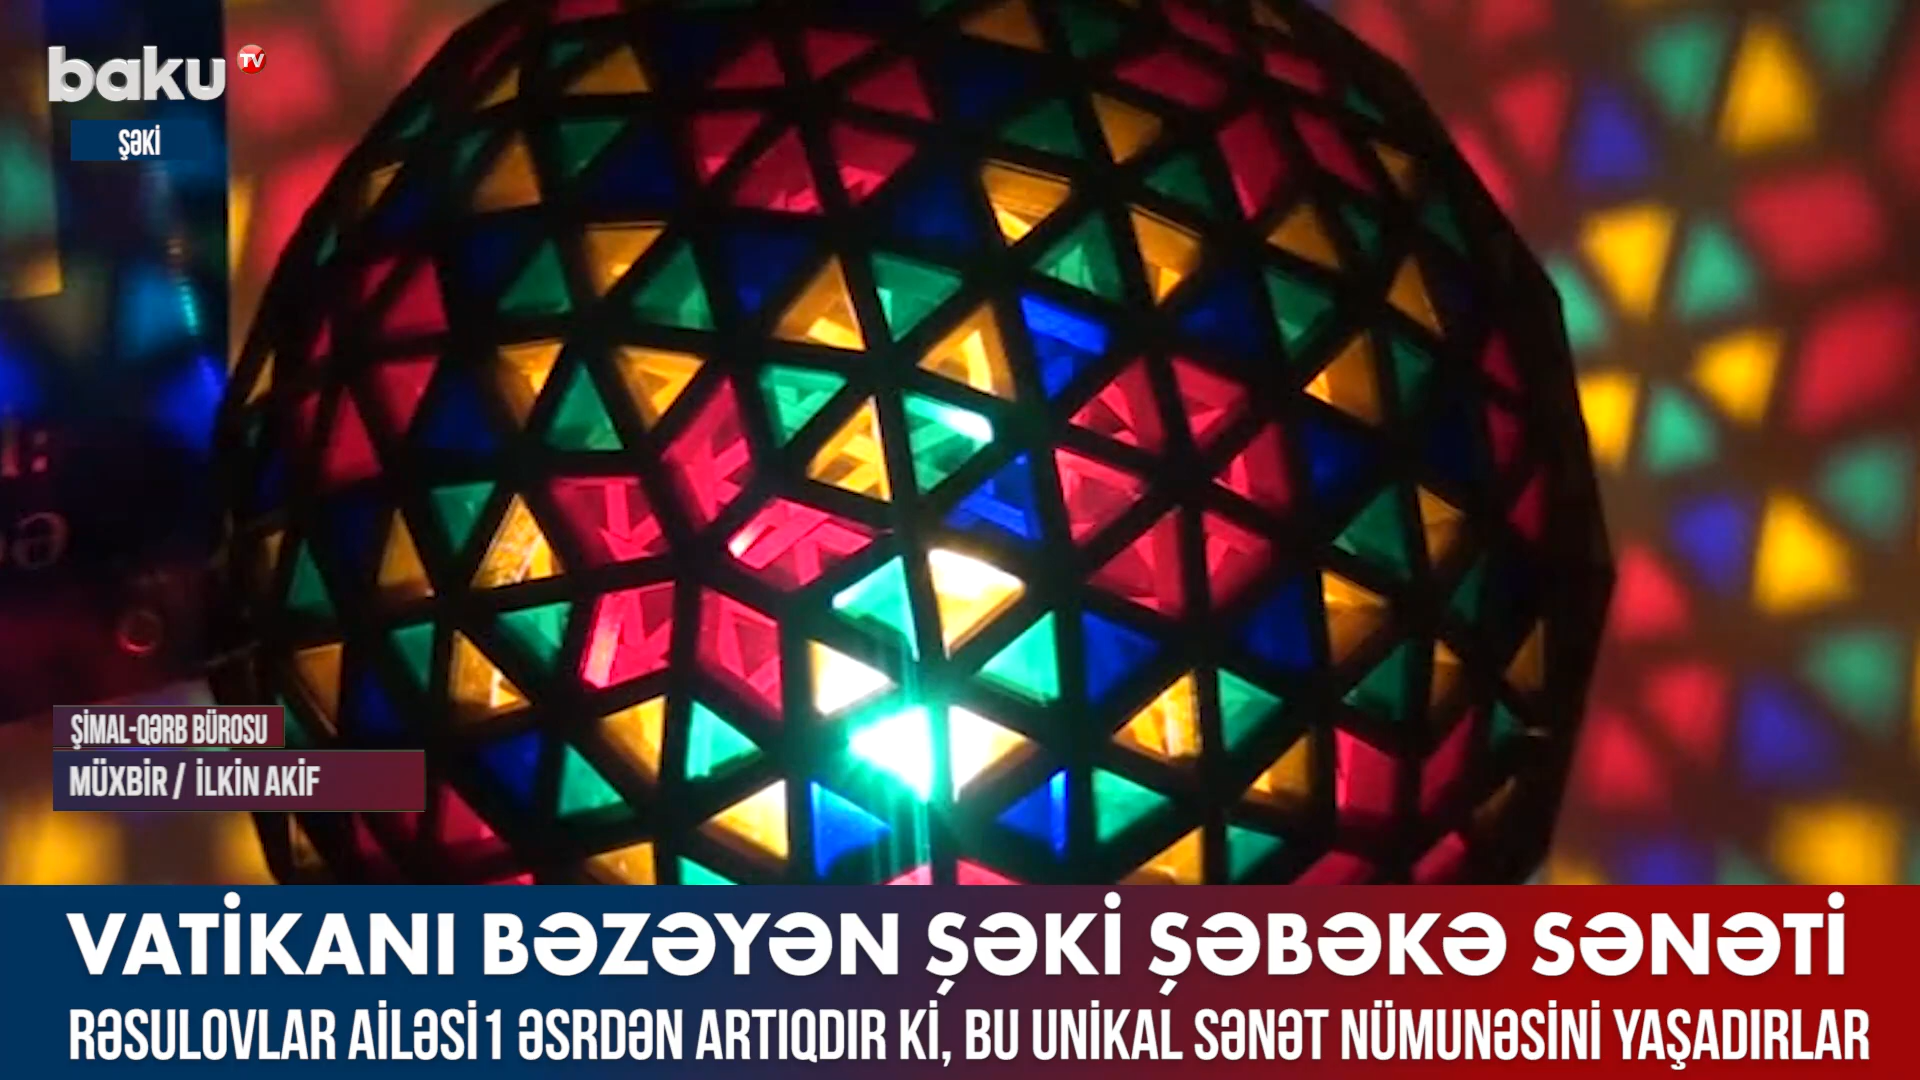 baku TV
ŞƏKİ
ŞİMAL-QƏRB BÜROSU
MÜXBİR / İLKİN AKİF
VATİKANI BƏZƏYƏN ŞƏKİ ŞƏBƏKƏ SƏNƏTİ
RƏSULOVLAR AİLƏSİ 1 ƏSRDƏN ARTIQDIR Kİ, BU UNİKAL SƏNƏT NÜMUNƏSİNİ YAŞADIRLAR